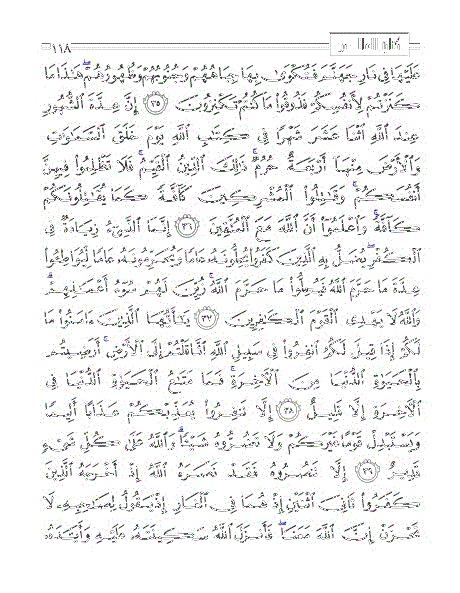 ١١٨
عَلَيْهَا فِي نَارِ جَهَنَّمَ فَتُكْوَىٰ بِهَا جِبَاهُهُمْ وَجُنُوبُهُمْ وَظُهُورُهُمْ ۖ هَٰذَا مَا
كَنَزْتُمْ لِأَنفُسِكُمْ فَذُوقُوا مَا كُنتُمْ تَكْنِزُونَ ٣٥ إِنَّ عِدَّةَ الشُّهُورِ
عِندَ اللَّهِ اثْنَا عَشَرَ شَهْرًا فِي كِتَابِ اللَّهِ يَوْمَ خَلَقَ السَّمَاوَاتِ
وَالْأَرْضَ مِنْهَا أَرْبَعَةٌ حُرُمٌ ۚ ذَٰلِكَ الدِّينُ الْقَيِّمُ ۚ فَلَا تَظْلِمُوا فِيهِنَّ
أَنفُسَكُمْ ۚ وَقَاتِلُوا الْمُشْرِكِينَ كَافَّةً كَمَا يُقَاتِلُونَكُمْ
كَافَّةً ۚ وَاعْلَمُوا أَنَّ اللَّهَ مَعَ الْمُتَّقِينَ ٣٦ إِنَّمَا النَّسِيءُ زِيَادَةٌ فِي
الْكُفْرِ ۖ يُضَلُّ بِهِ الَّذِينَ كَفَرُوا يُحِلُّونَهُ عَامًا وَيُحَرِّمُونَهُ عَامًا لِّيُوَاطِئُوا
عِدَّةَ مَا حَرَّمَ اللَّهُ فَيُحِلُّوا مَا حَرَّمَ اللَّهُ ۚ زُيِّنَ لَهُمْ سُوءُ أَعْمَالِهِمْ ۗ
وَاللَّهُ لَا يَهْدِي الْقَوْمَ الْكَافِرِينَ ٣٧ يَا أَيُّهَا الَّذِينَ ءَامَنُوا مَا
لَكُمْ إِذَا قِيلَ لَكُمُ انفِرُوا فِي سَبِيلِ اللَّهِ اثَّاقَلْتُمْ إِلَى الْأَرْضِ ۚ أَرَضِيتُم
بِالْحَيَوٰةِ الدُّنْيَا مِنَ الْآخِرَةِ ۚ فَمَا مَتَاعُ الْحَيَوٰةِ الدُّنْيَا فِي
الْآخِرَةِ إِلَّا قَلِيلٌ ٣٨ إِلَّا تَنفِرُوا يُعَذِّبْكُمْ عَذَابًا أَلِيمًا
وَيَسْتَبْدِلْ قَوْمًا غَيْرَكُمْ وَلَا تَضُرُّوهُ شَيْئًا ۗ وَاللَّهُ عَلَىٰ كُلِّ شَيْءٍ
قَدِيرٌ ٣٩ إِلَّا تَنصُرُوهُ فَقَدْ نَصَرَهُ اللَّهُ إِذْ أَخْرَجَهُ الَّذِينَ
كَفَرُوا ثَانِيَ اثْنَيْنِ إِذْ هُمَا فِي الْغَارِ إِذْ يَقُولُ لِصَاحِبِهِ لَا
تَحْزَنْ إِنَّ اللَّهَ مَعَنَا ۖ فَأَنزَلَ اللَّهُ سَكِينَتَهُ عَلَيْهِ وَأَيَّدَهُ